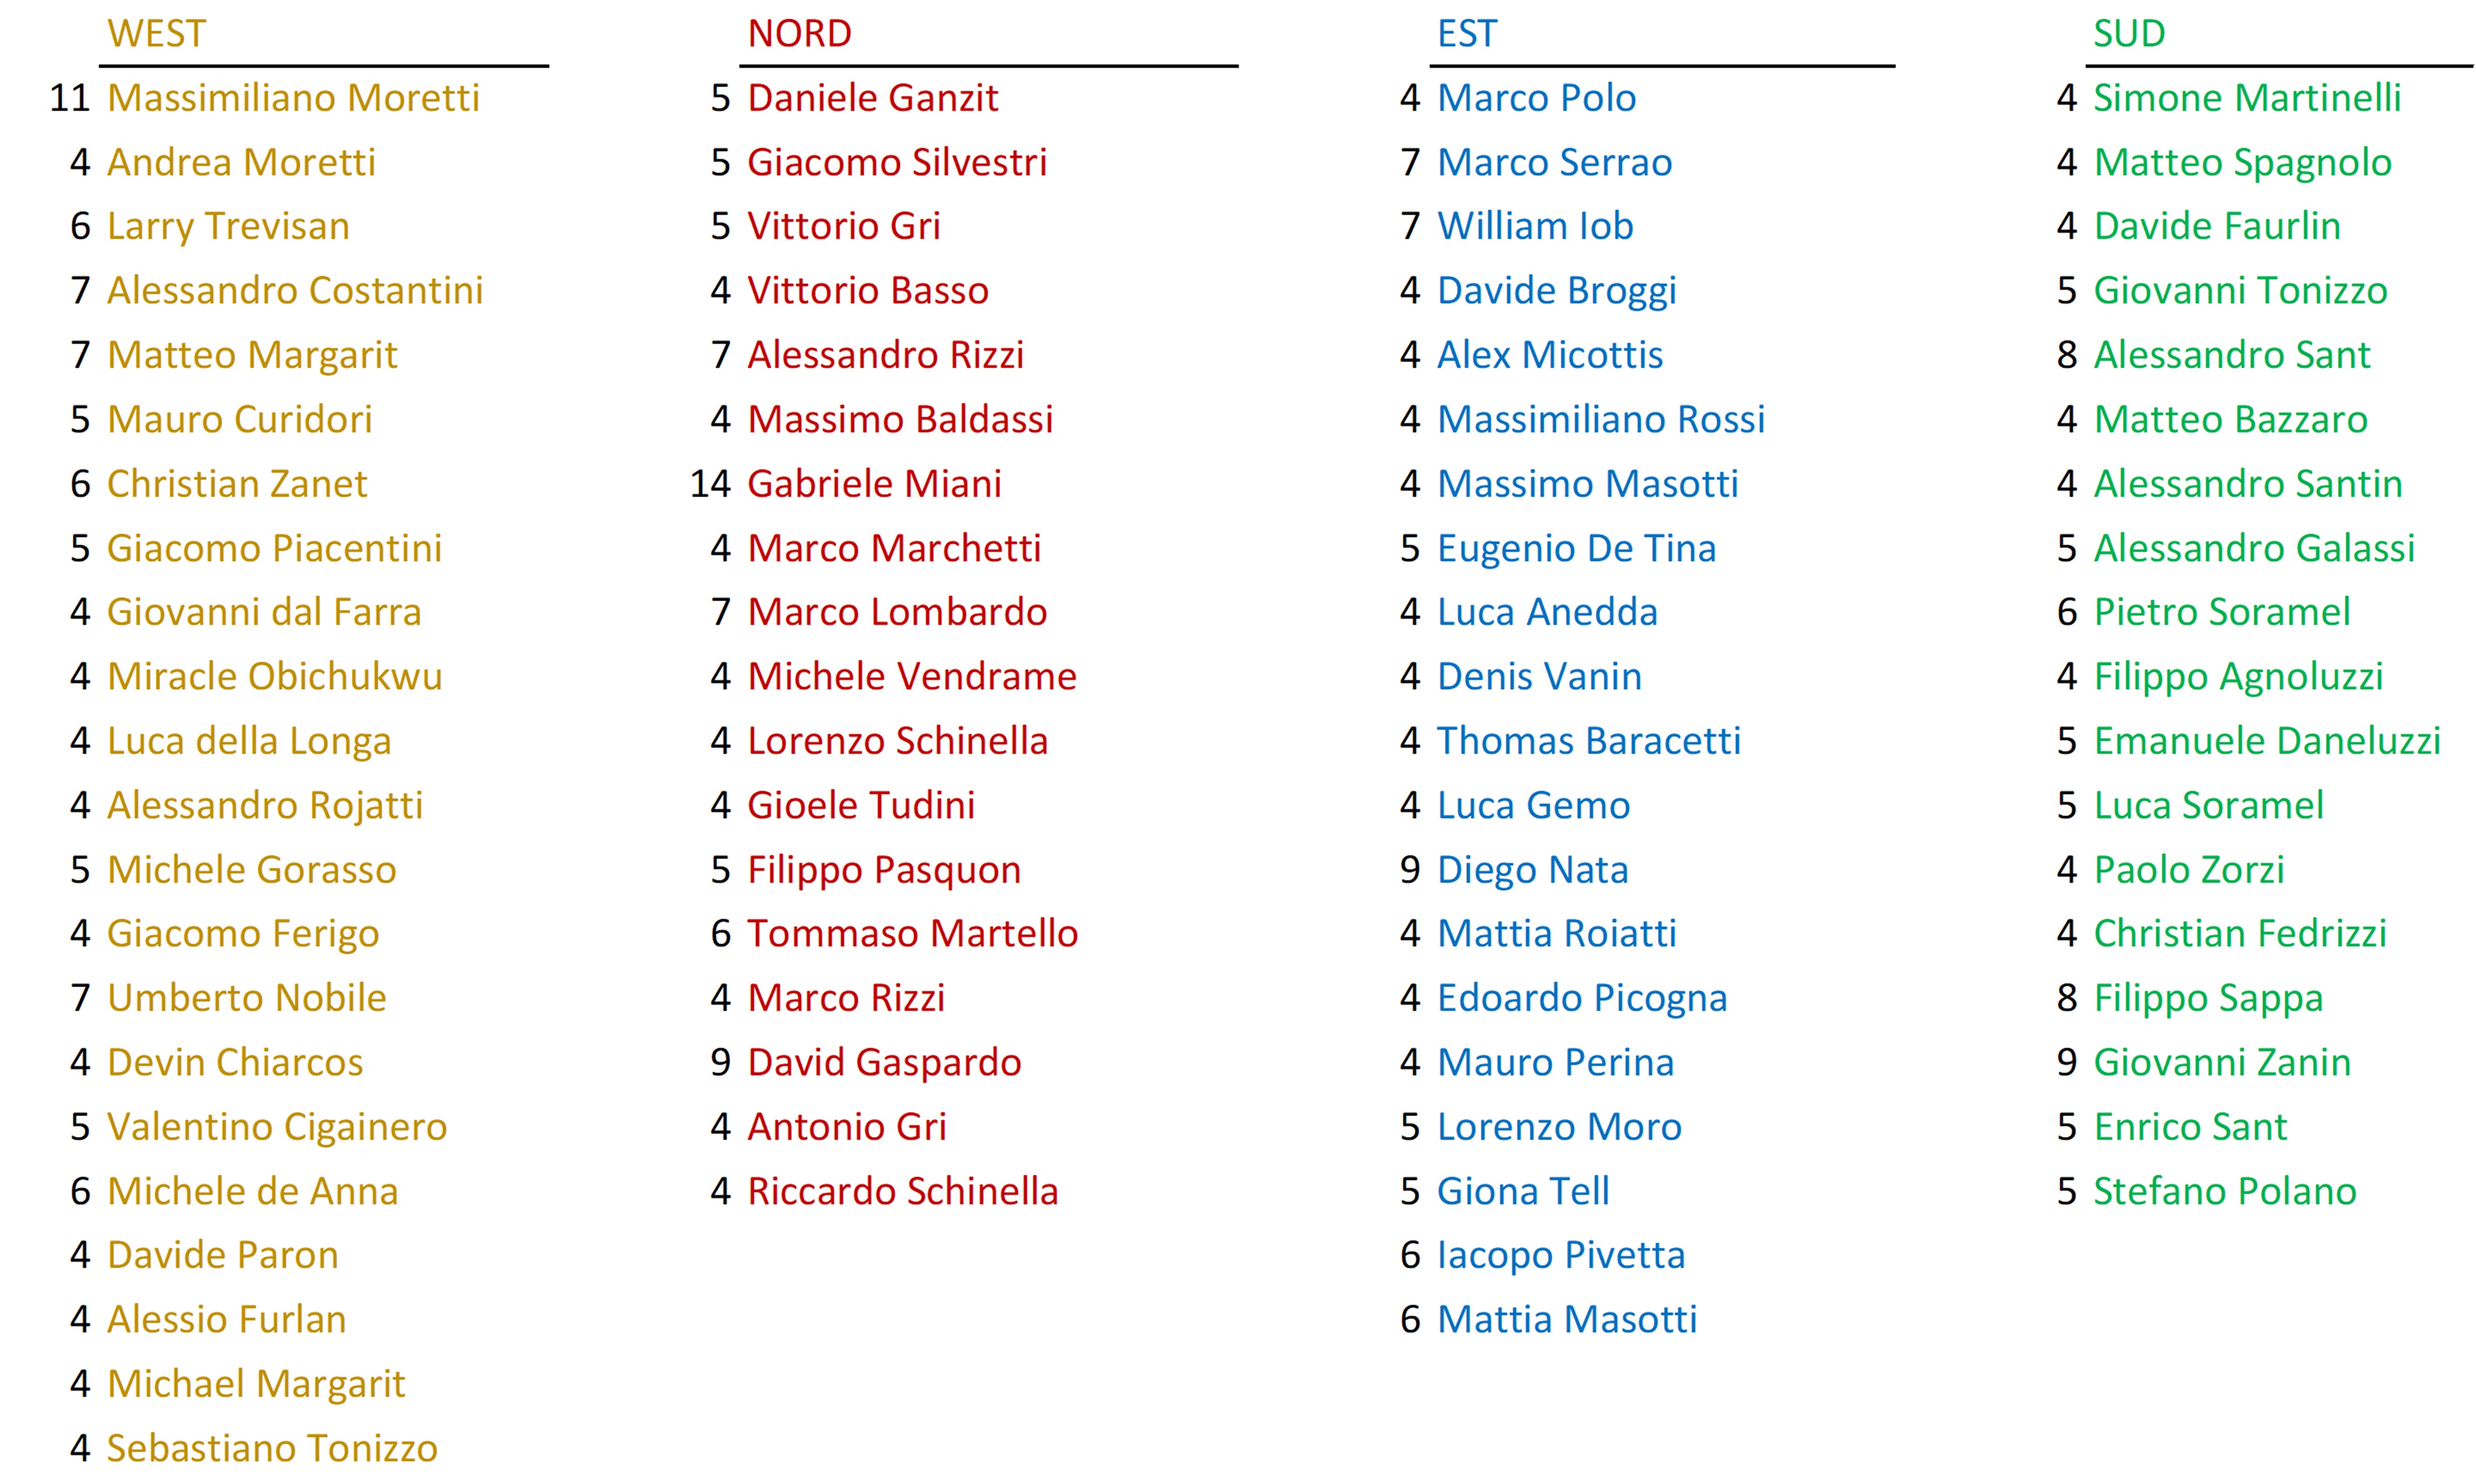 WEST
11 Massimiliano Moretti
4 Andrea Moretti
6 Larry Trevisan
7 Alessandro Costantini
7 Matteo Margarit
5 Mauro Curidori
6 Christian Zanet
5 Giacomo Piacentini
4 Giovanni dal Farra
4 Miracle Obichukwu
4 Luca della Longa
4 Alessandro Rojatti
5 Michele Gorasso
4 Giacomo Ferigo
7 Umberto Nobile
4 Devin Chiarcos
5 Valentino Cigainero
6 Michele de Anna
4 Davide Paron
4 Alessio Furlan
4 Michael Margarit
4 Sebastiano Tonizzo
NORD
5 Daniele Ganzit
5 Giacomo Silvestri
5 Vittorio Gri
4 Vittorio Basso
7 Alessandro Rizzi
4 Massimo Baldassi
14 Gabriele Miani
4 Marco Marchetti
7 Marco Lombardo
4 Michele Vendrame
4 Lorenzo Schinella
4 Gioele Tudini
5 Filippo Pasquon
6 Tommaso Martello
4 Marco Rizzi
9 David Gaspardo
4 Antonio Gri
4 Riccardo Schinella
EST
4 Marco Polo
7 Marco Serrao
7 William Iob
4 Davide Broggi
4 Alex Micottis
4 Massimiliano Rossi
4 Massimo Masotti
5 Eugenio De Tina
4 Luca Anedda
4 Denis Vanin
4 Thomas Baracetti
4 Luca Gemo
9 Diego Nata
4 Mattia Roiatti
4 Edoardo Picogna
4 Mauro Perina
5 Lorenzo Moro
5 Giona Tell
6 Iacopo Pivetta
6 Mattia Masotti
SUD
4 Simone Martinelli
4 Matteo Spagnolo
4 Davide Faurlin
5 Giovanni Tonizzo
8 Alessandro Sant
4 Matteo Bazzaro
4 Alessandro Santin
5 Alessandro Galassi
6 Pietro Soramel
4 Filippo Agnoluzzi
5 Emanuele Daneluzzi
5 Luca Soramel
4 Paolo Zorzi
4 Christian Fedrizzi
8 Filippo Sappa
9 Giovanni Zanin
5 Enrico Sant
5 Stefano Polano